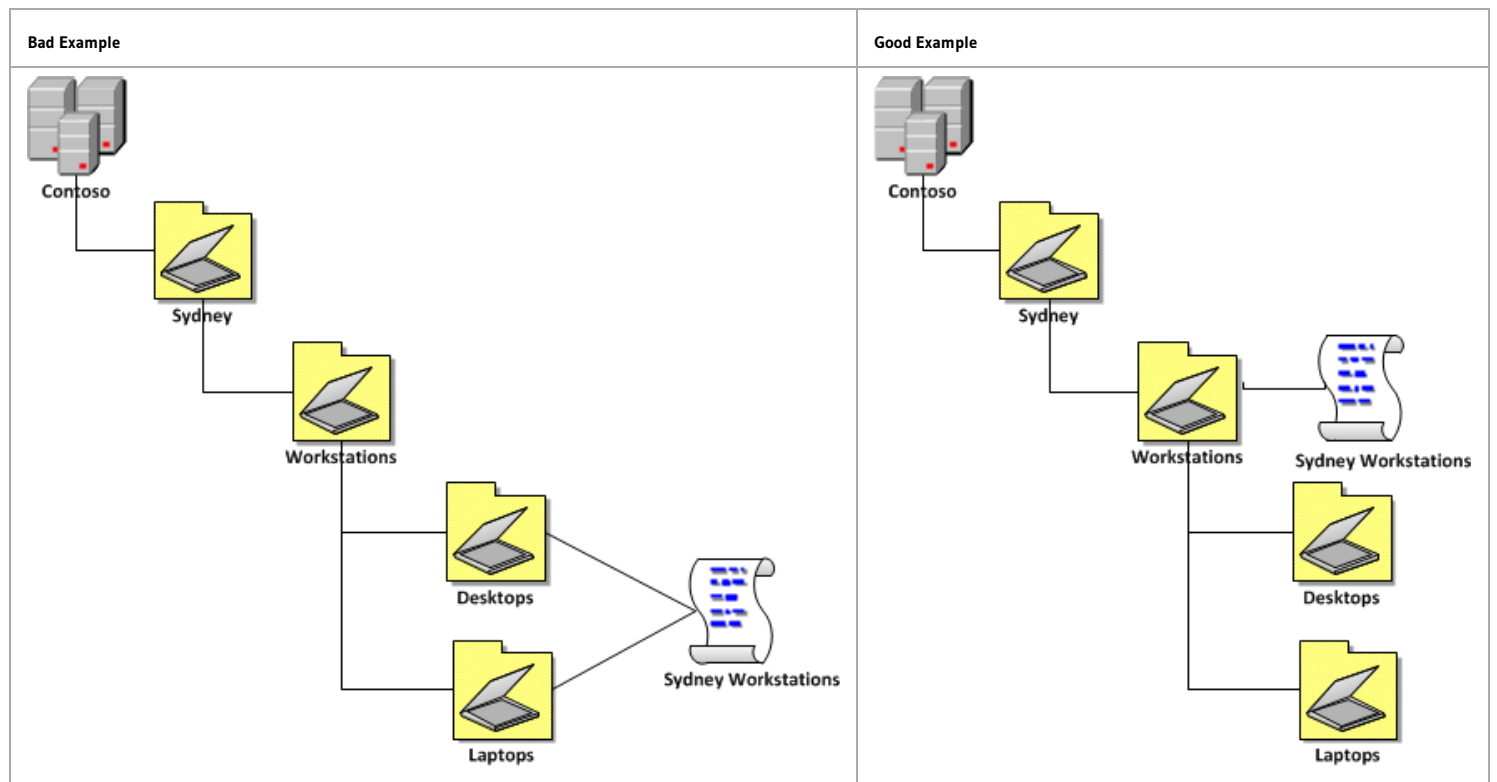 Bad Example
Good Example
Contoso
Sydney
Workstations
Desktops
Sydney Workstations
Laptops
Contoso
Sydney
Workstations
Sydney Workstations
Desktops
Laptops